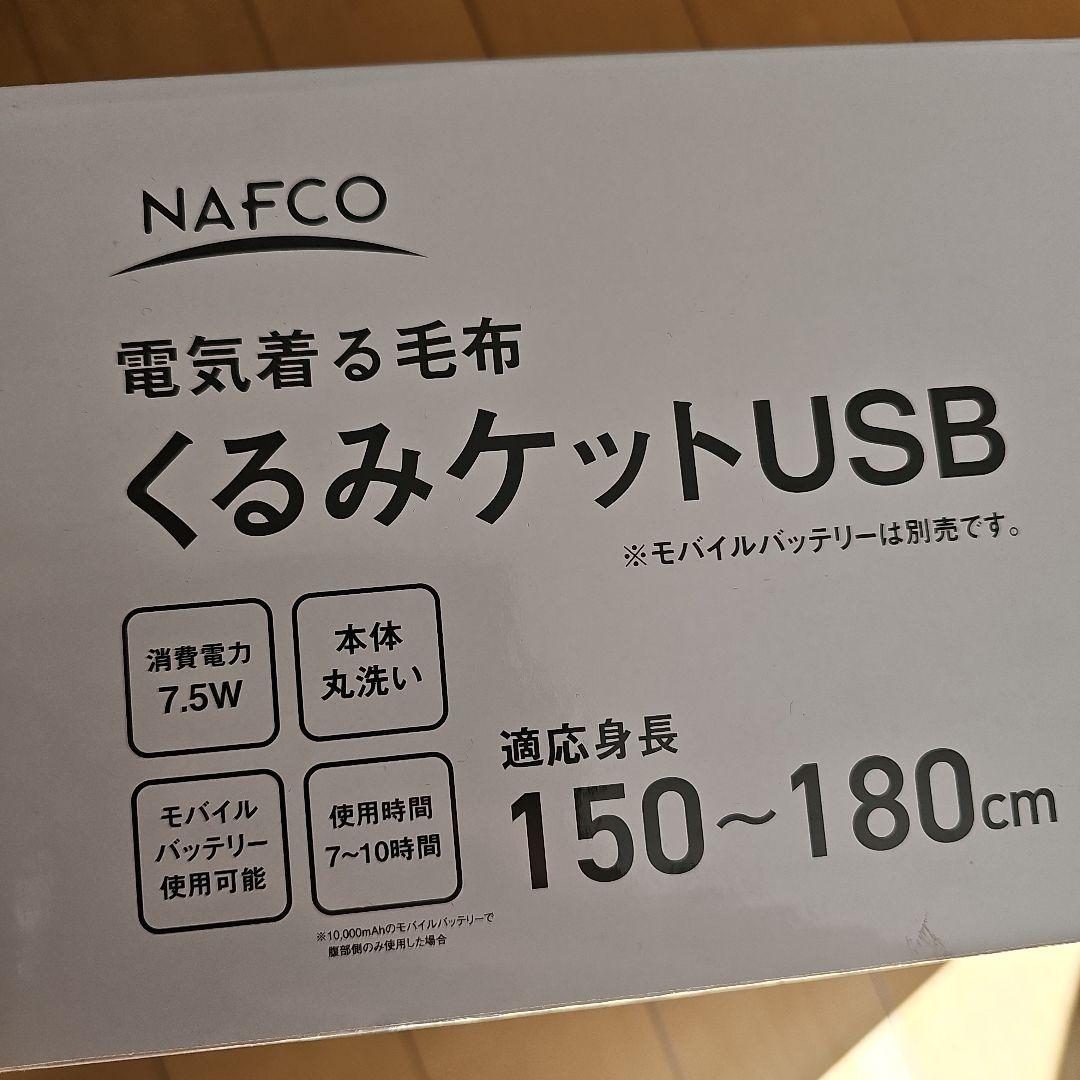 NAFCO
電気着る毛布
くるみケットUSB
※モバイルバッテリーは別売です。
消費電力
7.5W
本体
丸洗い
モバイル
バッテリー
使用可能
使用時間
7~10時間
※10,000mAhのモバイルバッテリーで
腹部側のみ使用した場合
適応身長
150～180cm